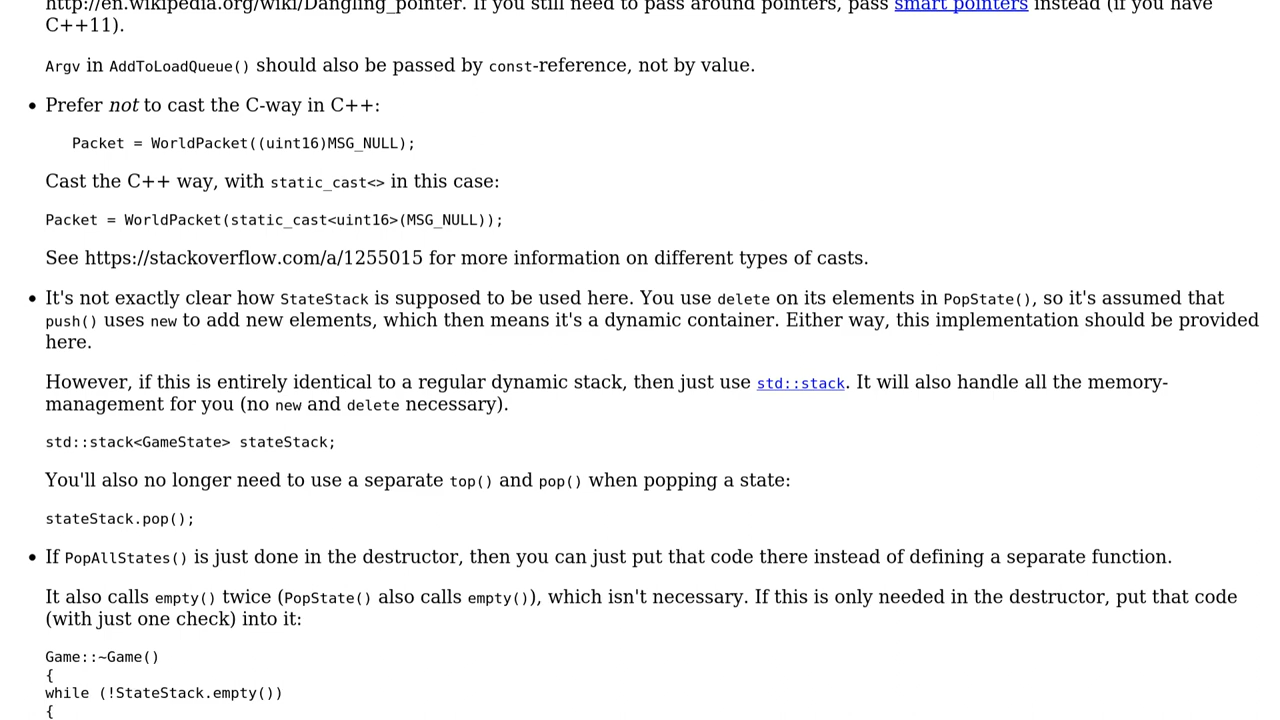 http://en.wikipedia.org/wiki/Dangling_pointer. If you still need to pass around pointers, pass smart pointers instead (if you have
C++11).
Argv in AddToLoadQueue() should also be passed by const-reference, not by value.
• Prefer not to cast the C-way in C++:
Packet = WorldPacket((uint16)MSG_NULL);
Cast the C++ way, with static_cast<> in this case:
Packet = WorldPacket(static_cast<uint16>(MSG_NULL));
See https://stackoverflow.com/a/1255015 for more information on different types of casts.
• It's not exactly clear how StateStack is supposed to be used here. You use delete on its elements in PopState(), so it's assumed that
push() uses new to add new elements, which then means it's a dynamic container. Either way, this implementation should be provided
here.
However, if this is entirely identical to a regular dynamic stack, then just use std::stack. It will also handle all the memory-
management for you (no new and delete necessary).
std::stack<GameState> stateStack;
You'll also no longer need to use a separate top() and pop() when popping a state:
stateStack.pop();
• If PopAllStates() is just done in the destructor, then you can just put that code there instead of defining a separate function.
It also calls empty() twice (PopState() also calls empty()), which isn't necessary. If this is only needed in the destructor, put that code
(with just one check) into it:
Game::~Game()
{
while (!StateStack.empty())
{